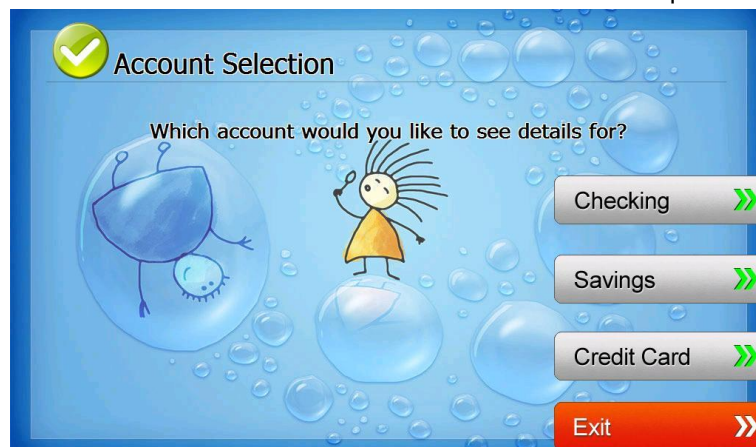 Account Selection
Which account would you like to see details for?
Checking
Savings
Credit Card
Exit